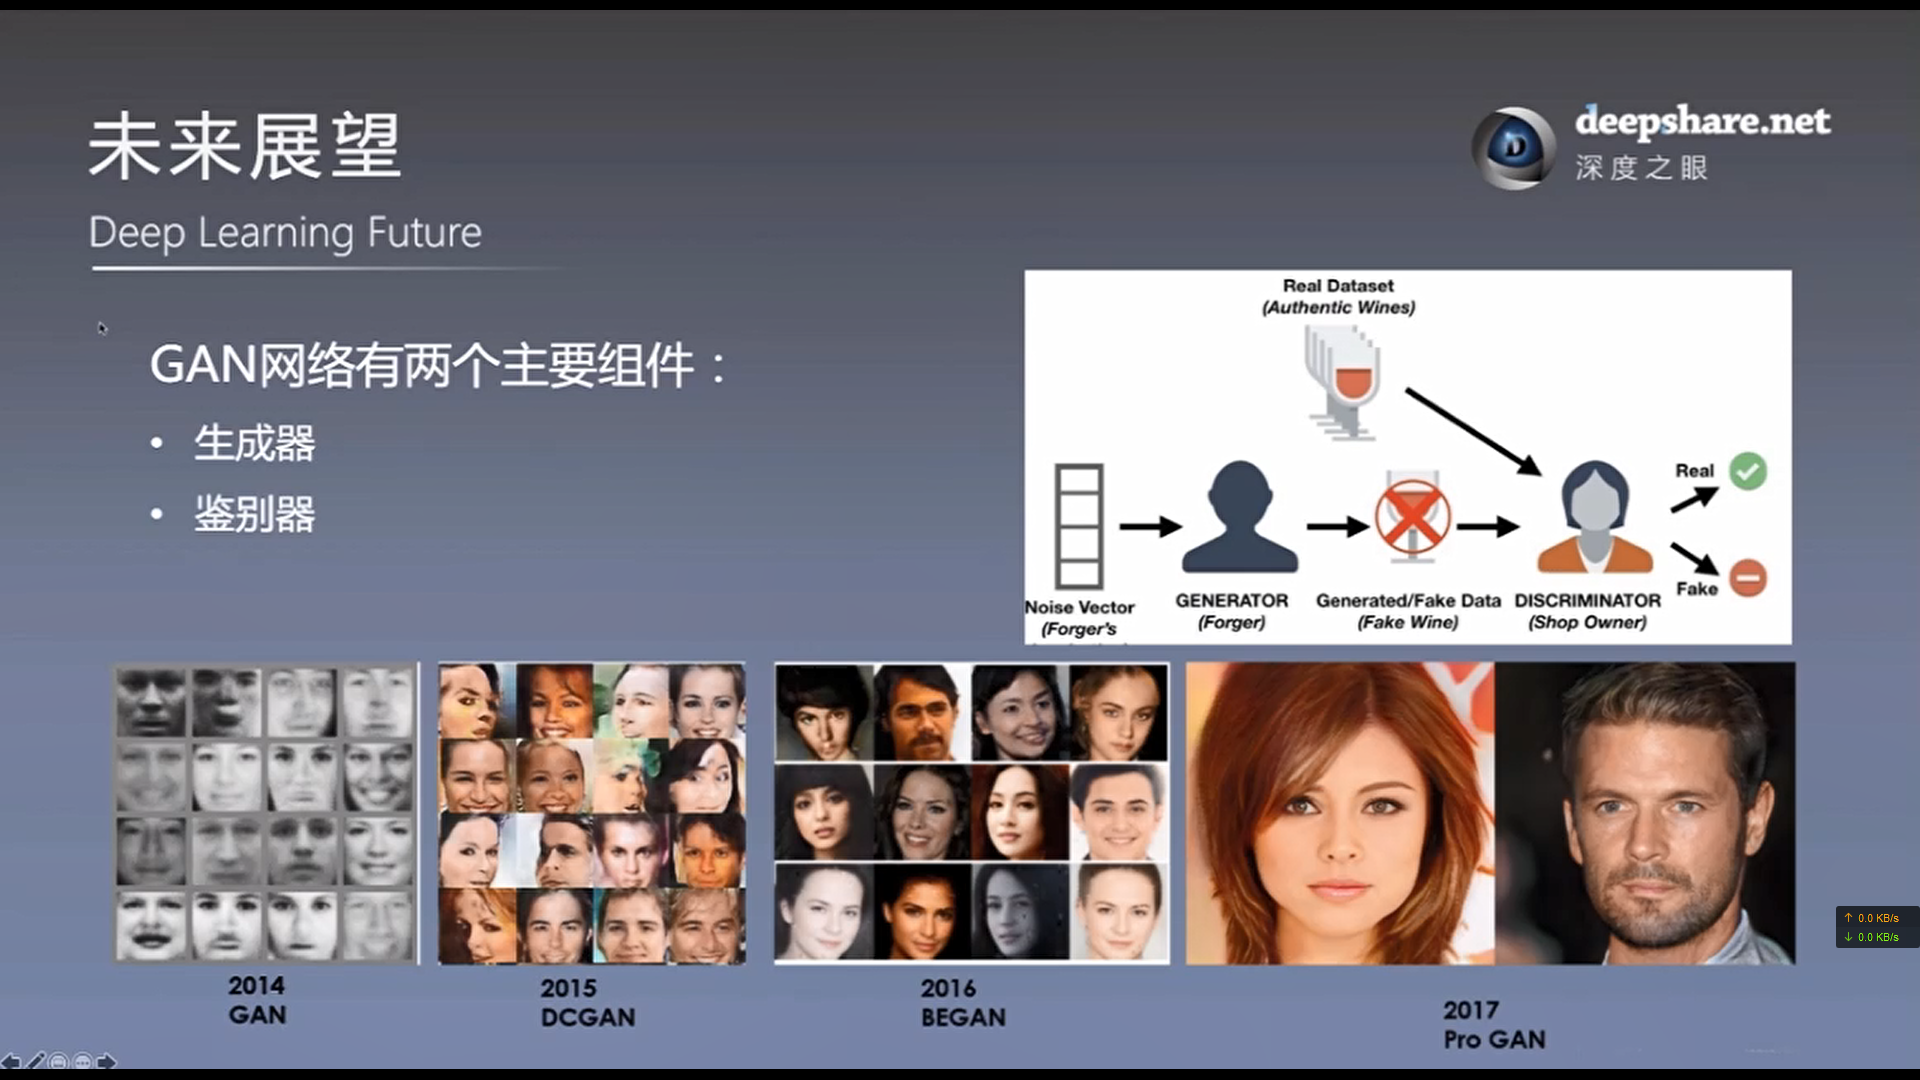 未来展望
Deep Learning Future
deepshare.net
深度之眼
GAN网络有两个主要组件：
• 生成器
• 鉴别器
Real Dataset
(Authentic Wines)
Real
Fake
Noise Vector
(Forger's
GENERATOR
(Forger)
Generated/Fake Data
(Fake Wine)
DISCRIMINATOR
(Shop Owner)
2014
GAN
2015
DCGAN
2016
BEGAN
2017
Pro GAN
↑ 0.0 KB/s
↓ 0.0 KB/s